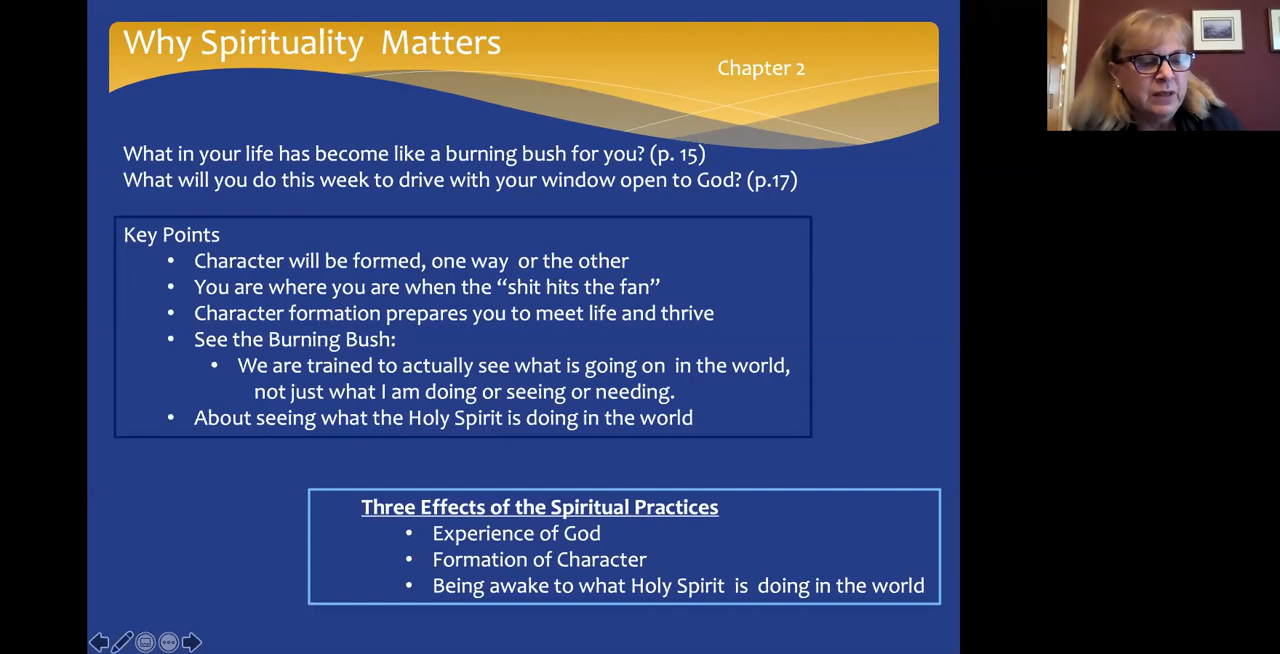 Why Spirituality Matters
Chapter 2
What in your life has become like a burning bush for you? (p. 15)
What will you do this week to drive with your window open to God? (p.17)
Key Points
• Character will be formed, one way or the other
• You are where you are when the “shit hits the fan”
• Character formation prepares you to meet life and thrive
• See the Burning Bush:
• We are trained to actually see what is going on in the world,
not just what I am doing or seeing or needing.
• About seeing what the Holy Spirit is doing in the world
Three Effects of the Spiritual Practices
• Experience of God
• Formation of Character
• Being awake to what Holy Spirit is doing in the world